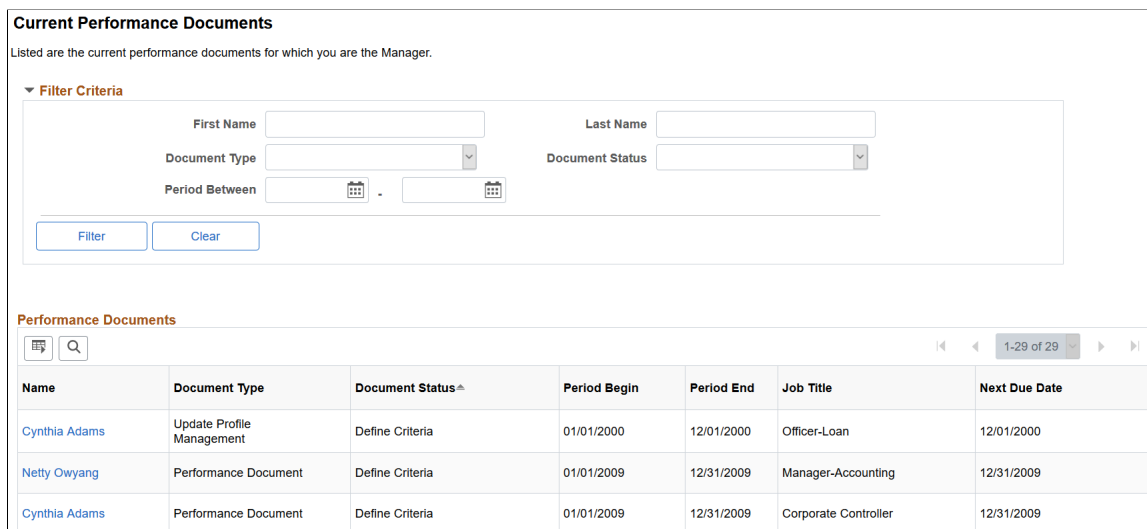 Current Performance Documents
Listed are the current performance documents for which you are the Manager.
Filter Criteria
First Name Last Name
Document Type Document Status
Period Between -
Filter Clear
Performance Documents
1-29 of 29
Name Document Type Document Status Period Begin Period End Job Title Next Due Date
Cynthia Adams Update Profile Management Define Criteria 01/01/2000 12/01/2000 Officer-Loan 12/01/2000
Netty Owyang Performance Document Define Criteria 01/01/2009 12/31/2009 Manager-Accounting 12/31/2009
Cynthia Adams Performance Document Define Criteria 01/01/2009 12/31/2009 Corporate Controller 12/31/2009